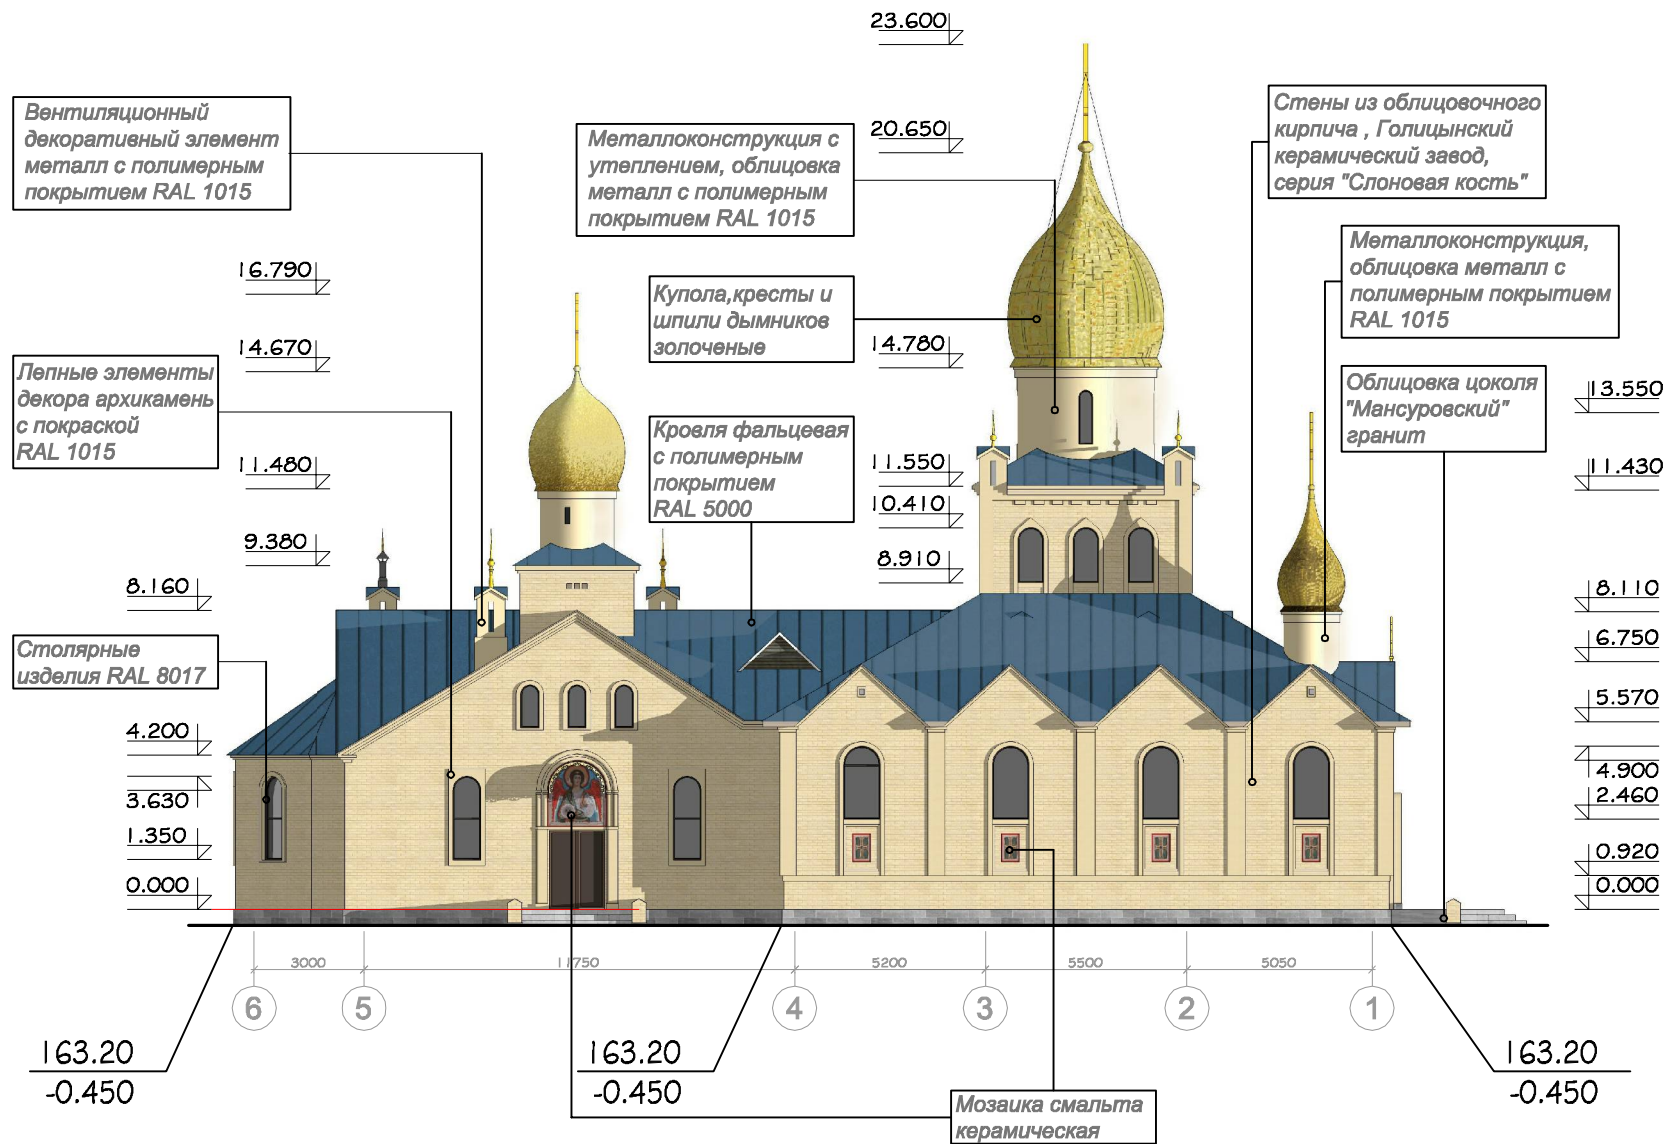 23.600
Вентиляционный
декоративный элемент
металл с полимерным
покрытием RAL 1015
Металлоконструкция с
утеплением, облицовка
металл с полимерным
покрытием RAL 1015
20.650
Стены из облицовочного
кирпича , Голицынский
керамический завод,
серия "Слоновая кость"
Металлоконструкция,
облицовка металл с
полимерным покрытием
RAL 1015
16.790
Купола,кресты и
шпили дымников
золоченые
14.670
14.780
Лепные элементы
декора архикамень
с покраской
RAL 1015
Облицовка цоколя
"Мансуровский"
гранит
13.550
Кровля фальцевая
с полимерным
покрытием
RAL 5000
11.480
11.550
11.430
10.410
9.380
8.910
8.160
8.110
Столярные
изделия RAL 8017
6.750
5.570
4.200
4.900
3.630
2.460
1.350
0.920
0.000
0.000
3000
11750
5200
5500
5050
6
5
4
3
2
1
163.20
-0.450
163.20
-0.450
163.20
-0.450
Мозаика смальта
керамическая